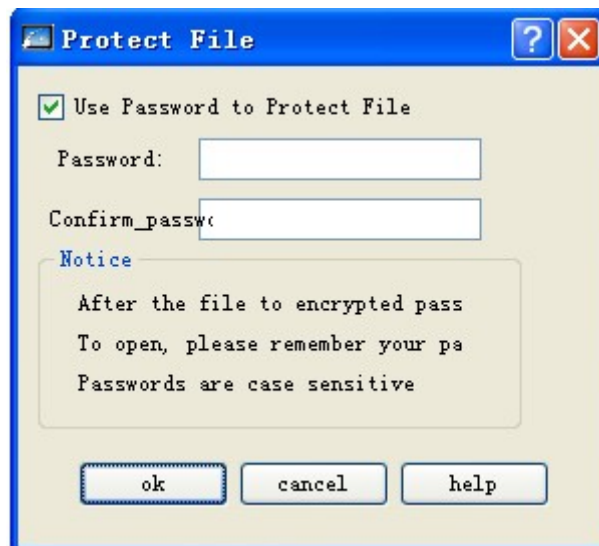 Protect File
Use Password to Protect File
Password:
Confirm_passwo
Notice
After the file to encrypted pass
To open, please remember your pa
Passwords are case sensitive
ok cancel help